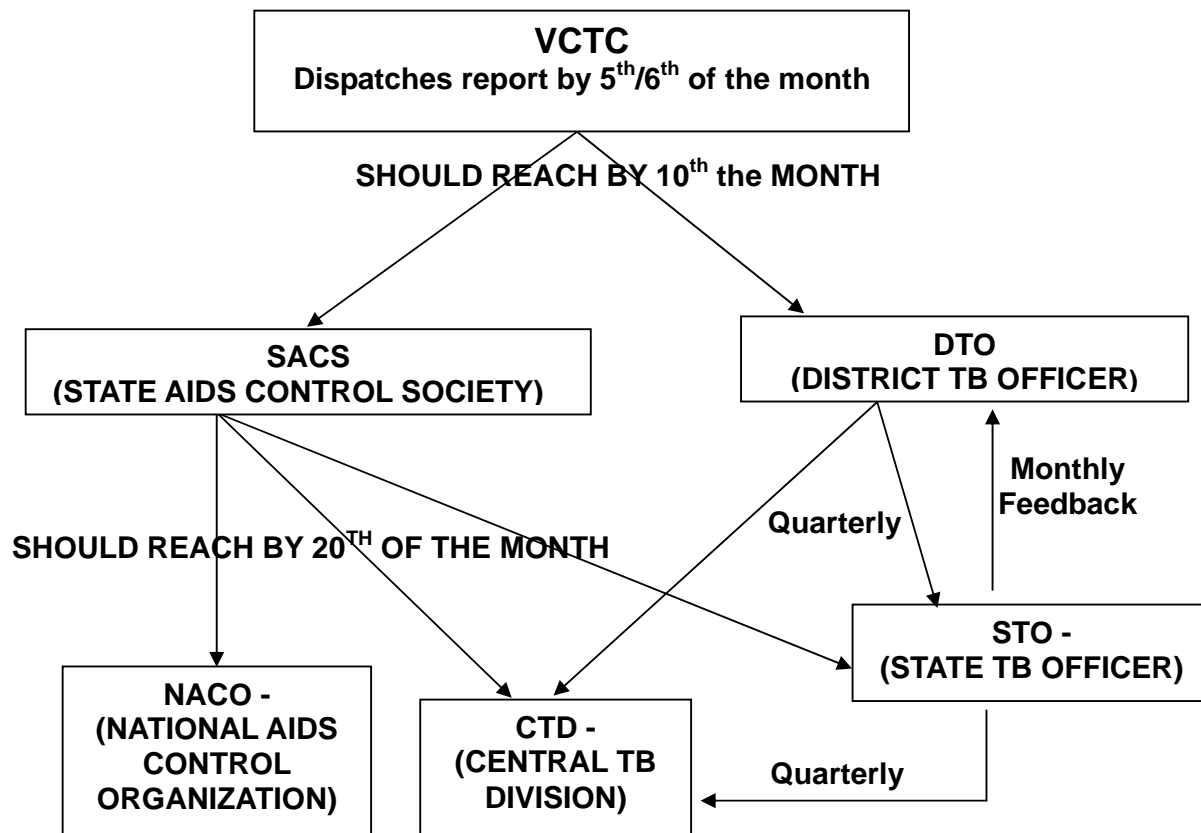 VCTC
Dispatches report by 5th/6th of the month
SHOULD REACH BY 10th the MONTH
SACS
(STATE AIDS CONTROL SOCIETY)
DTO
(DISTRICT TB OFFICER)
Monthly
Feedback
Quarterly
SHOULD REACH BY 20TH OF THE MONTH
STO -
(STATE TB OFFICER)
NACO -
(NATIONAL AIDS
CONTROL
ORGANIZATION)
CTD -
(CENTRAL TB
DIVISION)
Quarterly